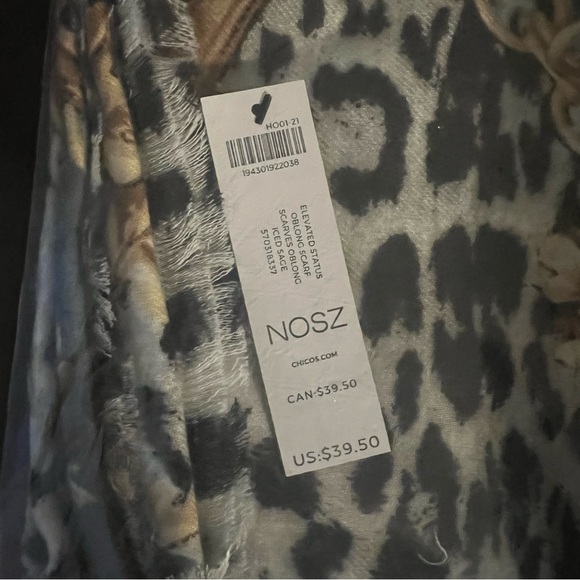 HO01-21
194301922038
ELEVATED STATUS
OBLONG SCARF
SCARVES OBLONG
ICED SAGE
570318337
NOSZ
CHICOS.COM
CAN:$39.50
US:$39.50